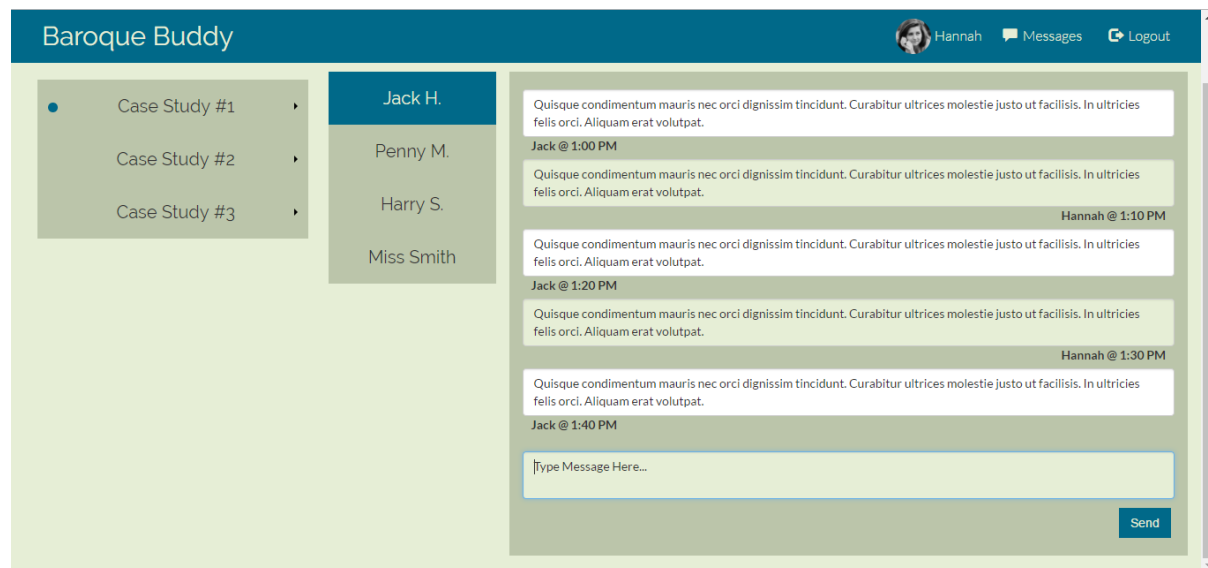 Baroque Buddy
Hannah
Messages
Logout
Case Study #1
Case Study #2
Case Study #3
Jack H.
Penny M.
Harry S.
Miss Smith
Quisque condimentum mauris nec orci dignissim tincidunt. Curabitur ultrices molestie justo ut facilisis. In ultricies
felis orci. Aliquam erat volutpat.
Jack @ 1:00 PM
Quisque condimentum mauris nec orci dignissim tincidunt. Curabitur ultrices molestie justo ut facilisis. In ultricies
felis orci. Aliquam erat volutpat.
Hannah @ 1:10 PM
Quisque condimentum mauris nec orci dignissim tincidunt. Curabitur ultrices molestie justo ut facilisis. In ultricies
felis orci. Aliquam erat volutpat.
Jack @ 1:20 PM
Quisque condimentum mauris nec orci dignissim tincidunt. Curabitur ultrices molestie justo ut facilisis. In ultricies
felis orci. Aliquam erat volutpat.
Hannah @ 1:30 PM
Quisque condimentum mauris nec orci dignissim tincidunt. Curabitur ultrices molestie justo ut facilisis. In ultricies
felis orci. Aliquam erat volutpat.
Jack @ 1:40 PM
Type Message Here...
Send